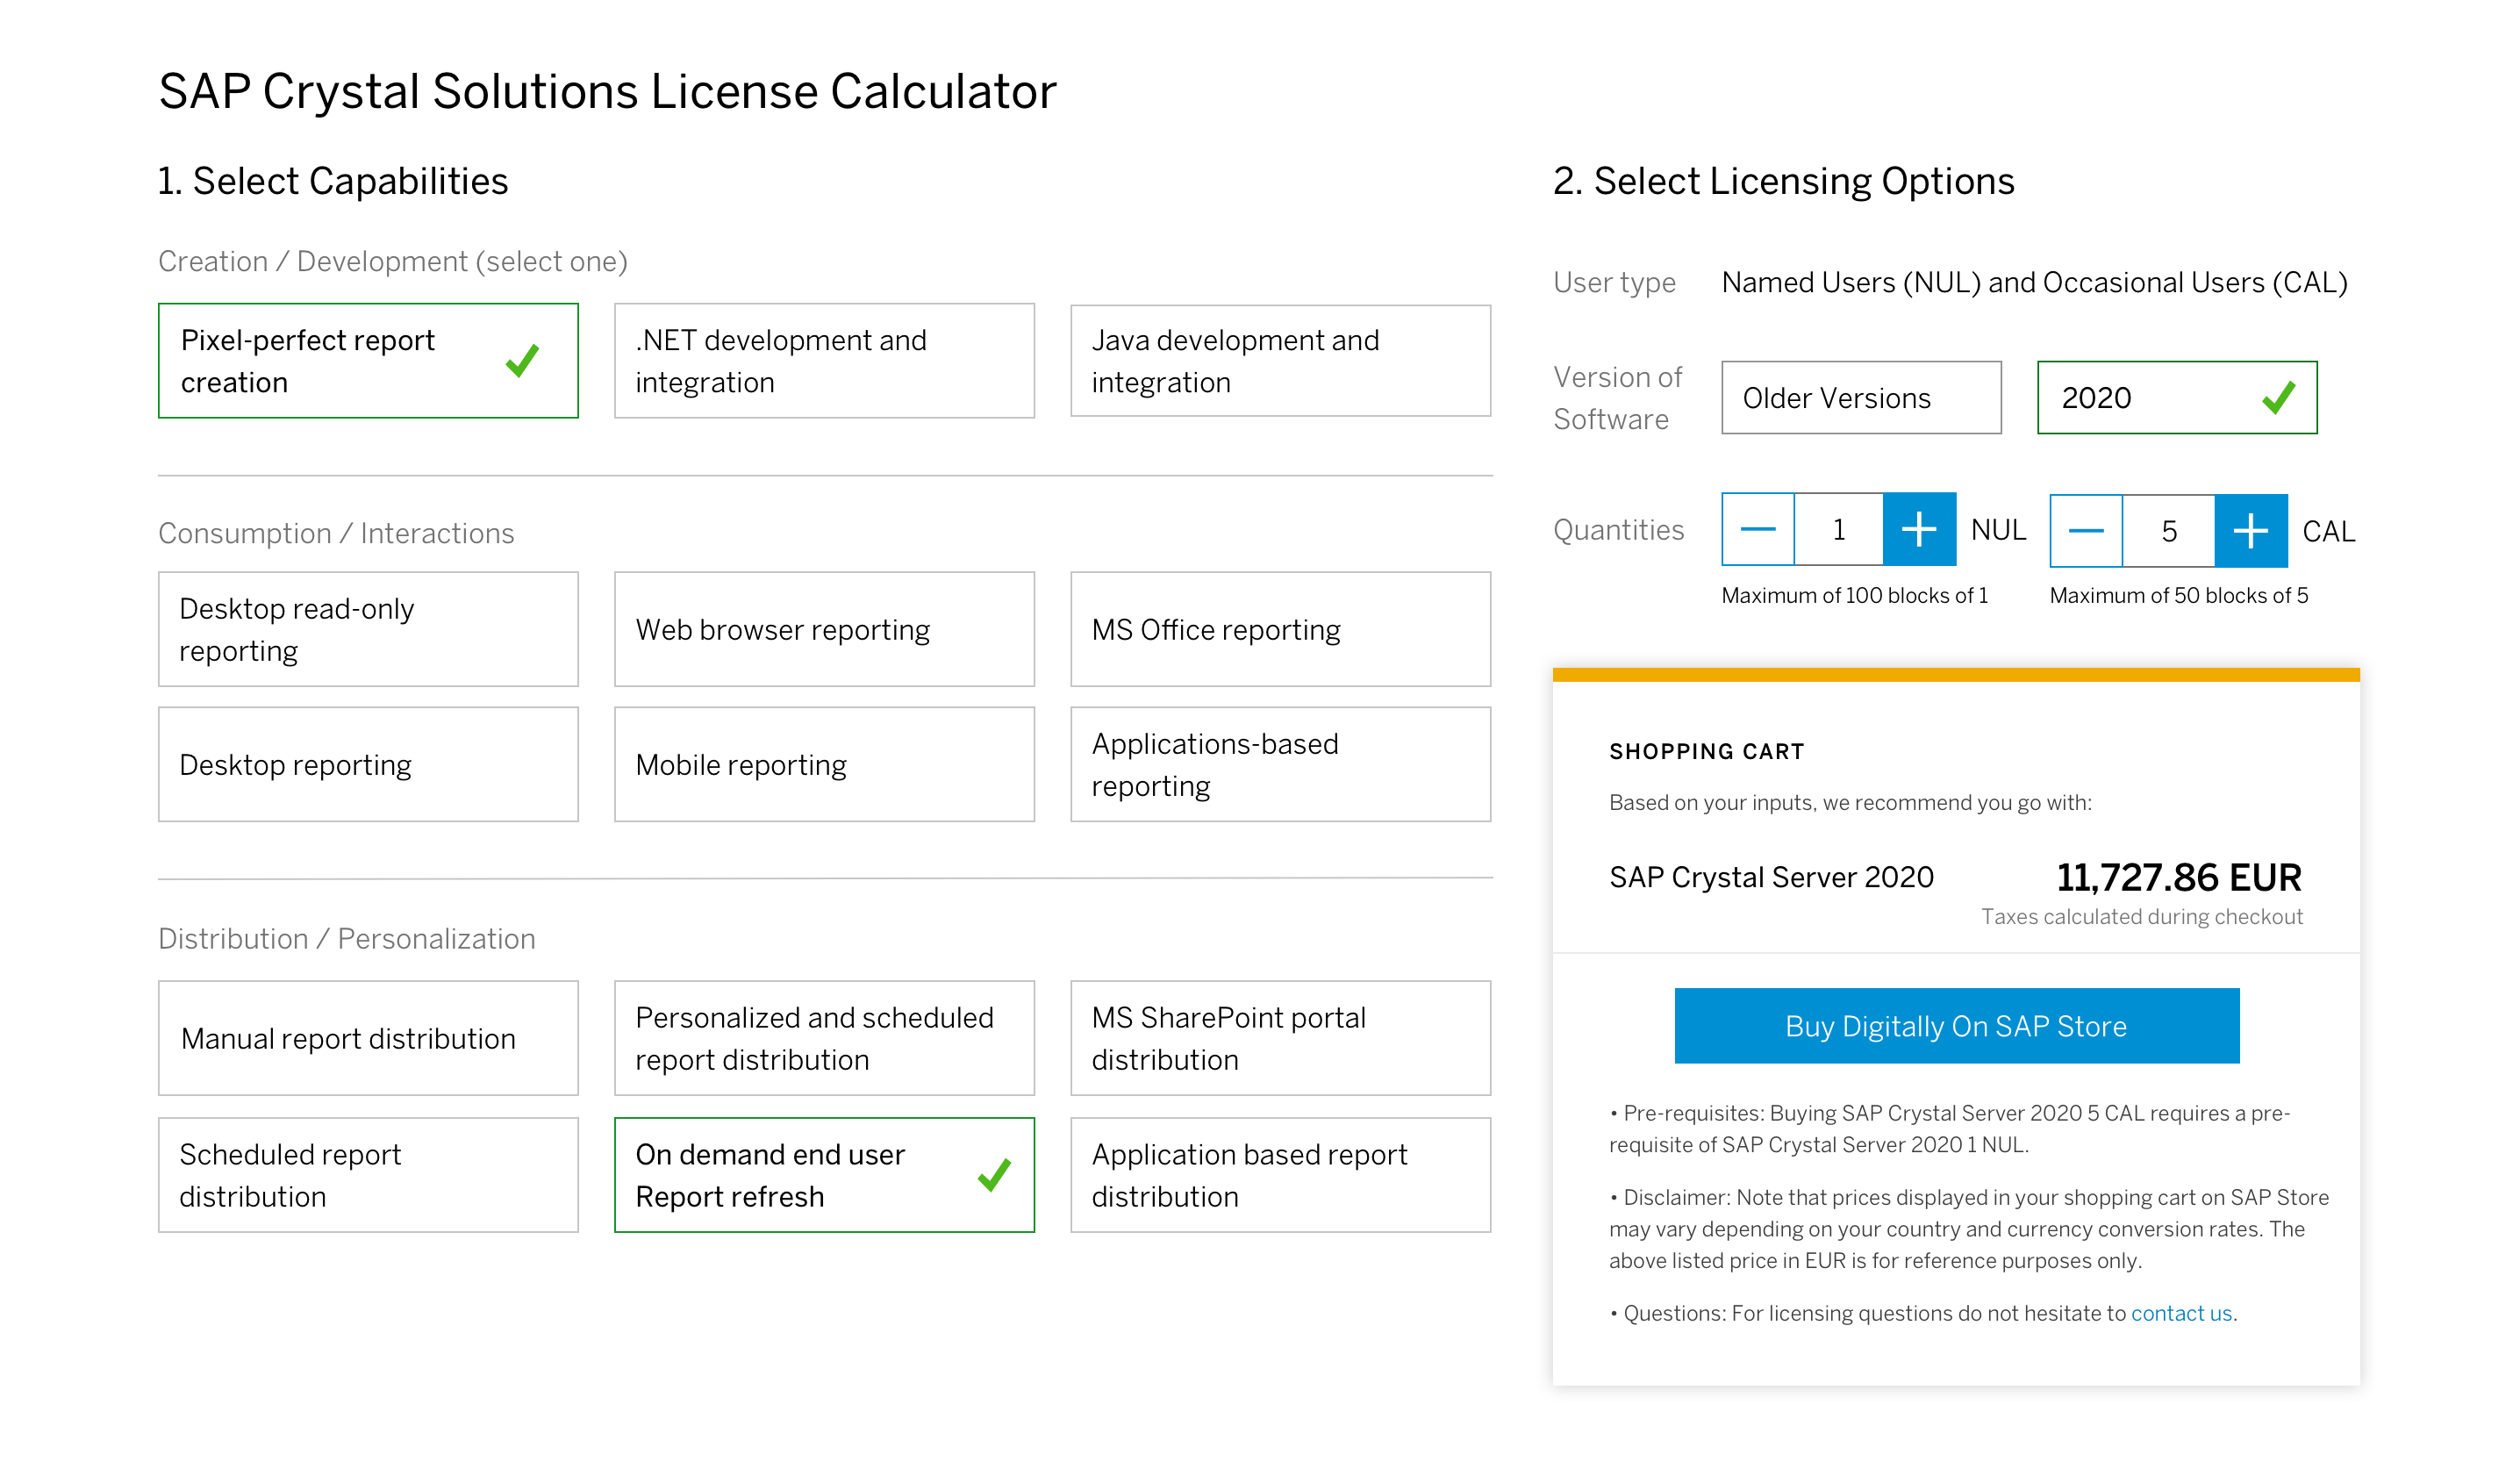 SAP Crystal Solutions License Calculator
1. Select Capabilities
Creation / Development (select one)
Pixel-perfect report
creation
.NET development and
integration
Java development and
integration
Consumption / Interactions
Desktop read-only
reporting
Web browser reporting
MS Office reporting
Desktop reporting
Mobile reporting
Applications-based
reporting
Distribution / Personalization
Manual report distribution
Personalized and scheduled
report distribution
MS SharePoint portal
distribution
Scheduled report
distribution
On demand end user
Report refresh
Application based report
distribution
2. Select Licensing Options
User type
Named Users (NUL) and Occasional Users (CAL)
Version of
Software
Older Versions
2020
Quantities
1
NUL
5
CAL
Maximum of 100 blocks of 1
Maximum of 50 blocks of 5
SHOPPING CART
Based on your inputs, we recommend you go with:
SAP Crystal Server 2020
11,727.86 EUR
Taxes calculated during checkout
Buy Digitally On SAP Store
• Pre-requisites: Buying SAP Crystal Server 2020 5 CAL requires a pre-
requisite of SAP Crystal Server 2020 1 NUL.
• Disclaimer: Note that prices displayed in your shopping cart on SAP Store
may vary depending on your country and currency conversion rates. The
above listed price in EUR is for reference purposes only.
• Questions: For licensing questions do not hesitate to contact us.